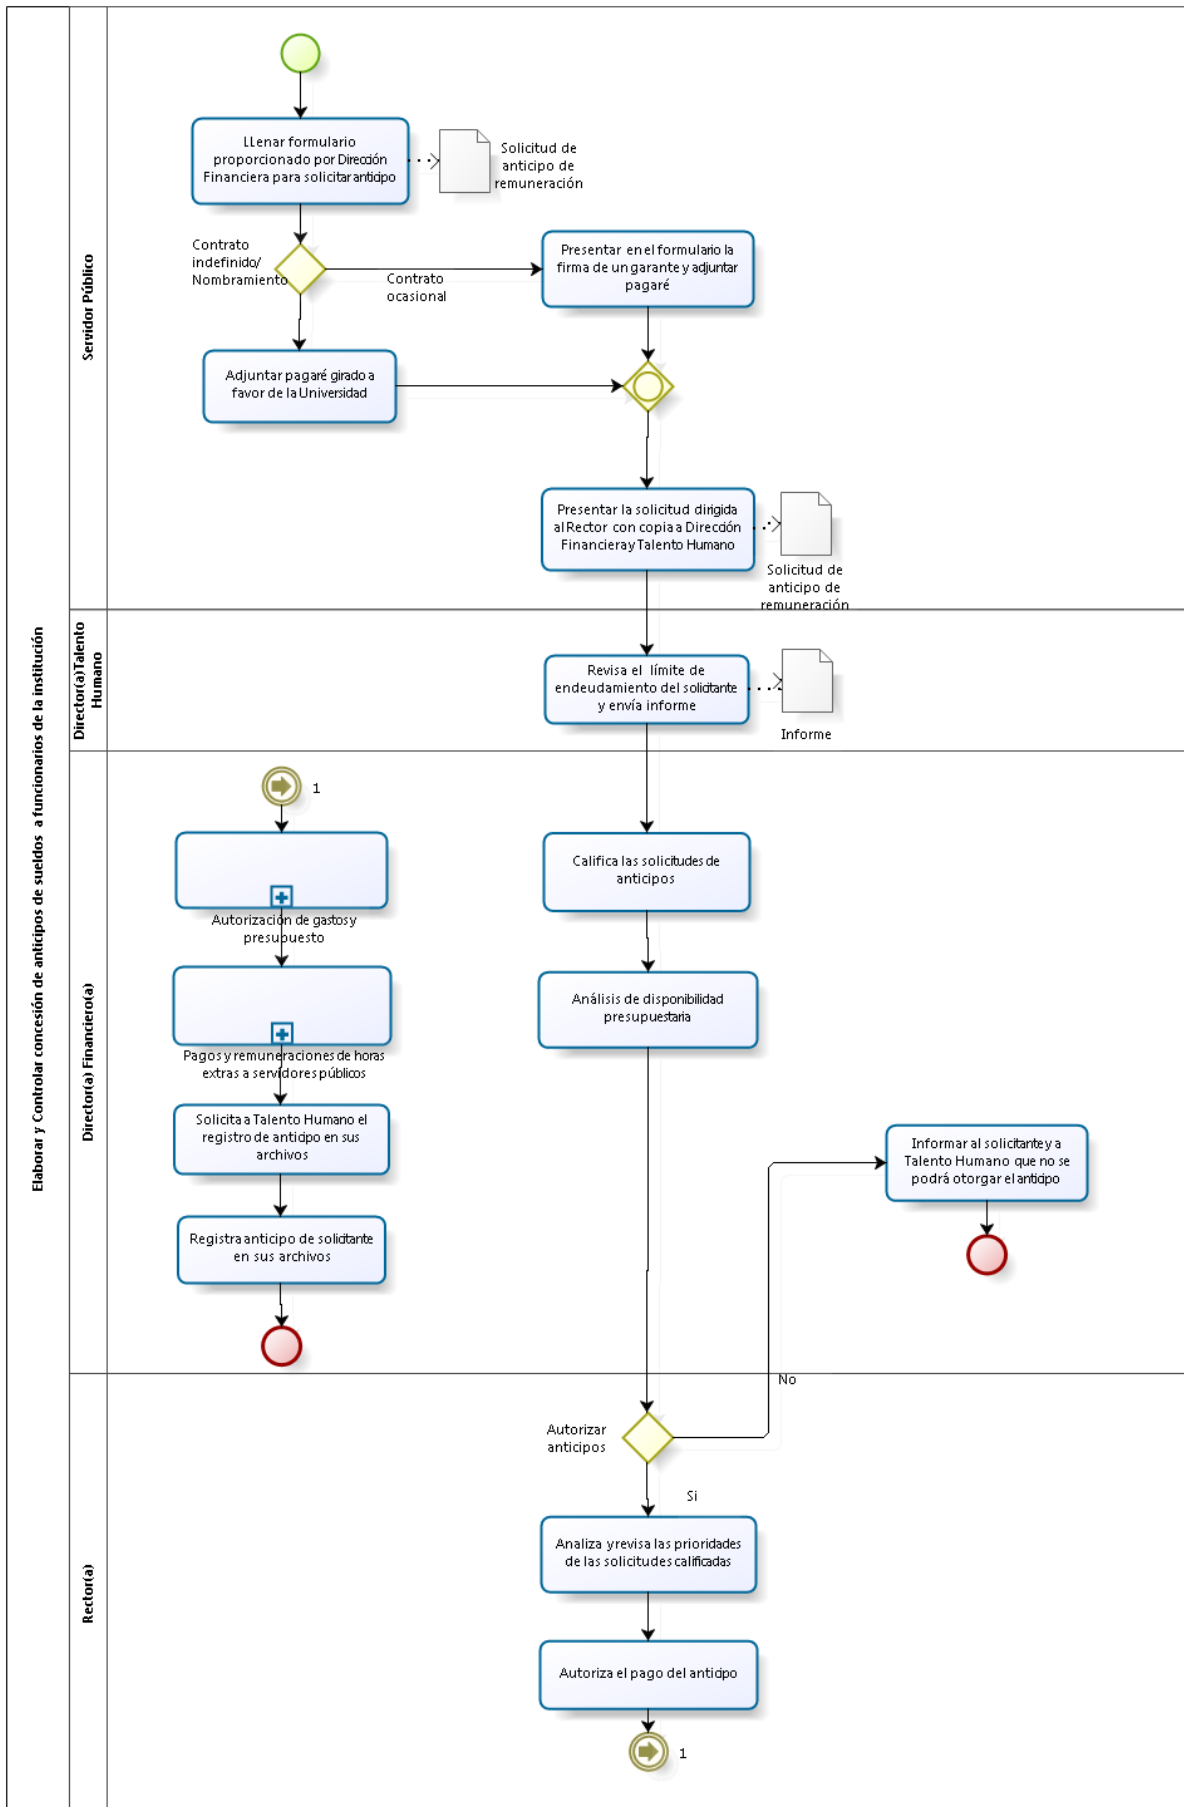 Elaborar y Controlar concesión de anticipos de sueldos a funcionarios de la institución
Servidor Público
LLenar formulario
proporcionado por Dirección
Financiera para solicitar anticipo
Solicitud de
anticipo de
remuneración
Contrato
indefinido/
Nombramiento
Contrato
ocasional
Presentar en el formulario la
firma de un garante y adjuntar
pagaré
Adjuntar pagaré girado a
favor de la Universidad
Presentar la solicitud dirigida
al Rector con copia a Dirección
Financiera y Talento Humano
Solicitud de
anticipo de
remuneración
Director(a)Talento
Humano
Revisa el límite de
endeudamiento del solicitante
y envía informe
Informe
Director(a) Financiero(a)
1
Autorización de gastos y
presupuesto
Pagos y remuneraciones de horas
extras a servidores públicos
Solicita a Talento Humano el
registro de anticipo en sus
archivos
Registra anticipo de solicitante
en sus archivos
Califica las solicitudes de
anticipos
Análisis de disponibilidad
presupuestaria
Informar al solicitante y a
Talento Humano que no se
podrá otorgar el anticipo
Rector(a)
No
Autorizar
anticipos
Si
Analiza y revisa las prioridades
de las solicitudes calificadas
Autoriza el pago del anticipo
1